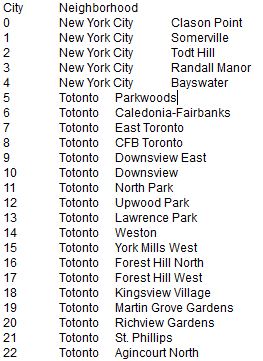 City Neighborhood
0 New York City Clason Point
1 New York City Somerville
2 New York City Todt Hill
3 New York City Randall Manor
4 New York City Bayswater
5 Totonto Parkwoods
6 Totonto Caledonia-Fairbanks
7 Totonto East Toronto
8 Totonto CFB Toronto
9 Totonto Downsview East
10 Totonto Downsview
11 Totonto North Park
12 Totonto Upwood Park
13 Totonto Lawrence Park
14 Totonto Weston
15 Totonto York Mills West
16 Totonto Forest Hill North
17 Totonto Forest Hill West
18 Totonto Kingsview Village
19 Totonto Martin Grove Gardens
20 Totonto Richview Gardens
21 Totonto St. Phillips
22 Totonto Agincourt North